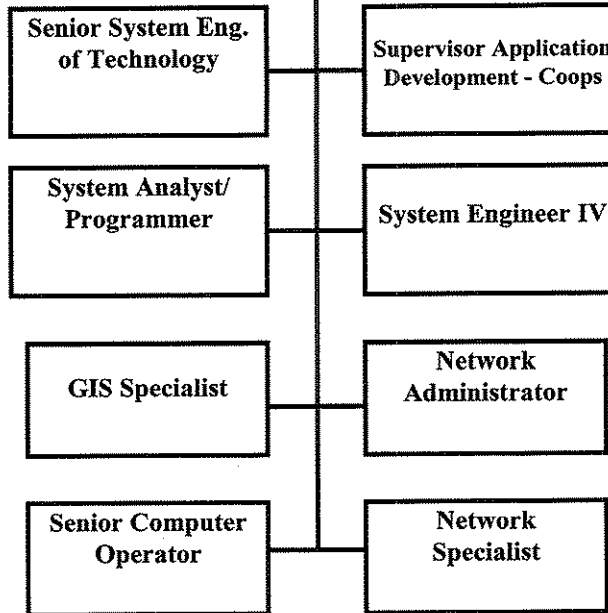 Senior System Eng.
of Technology
Supervisor Application
Development - Coops
System Analyst/
Programmer
System Engineer IV
GIS Specialist
Network
Administrator
Senior Computer
Operator
Network
Specialist